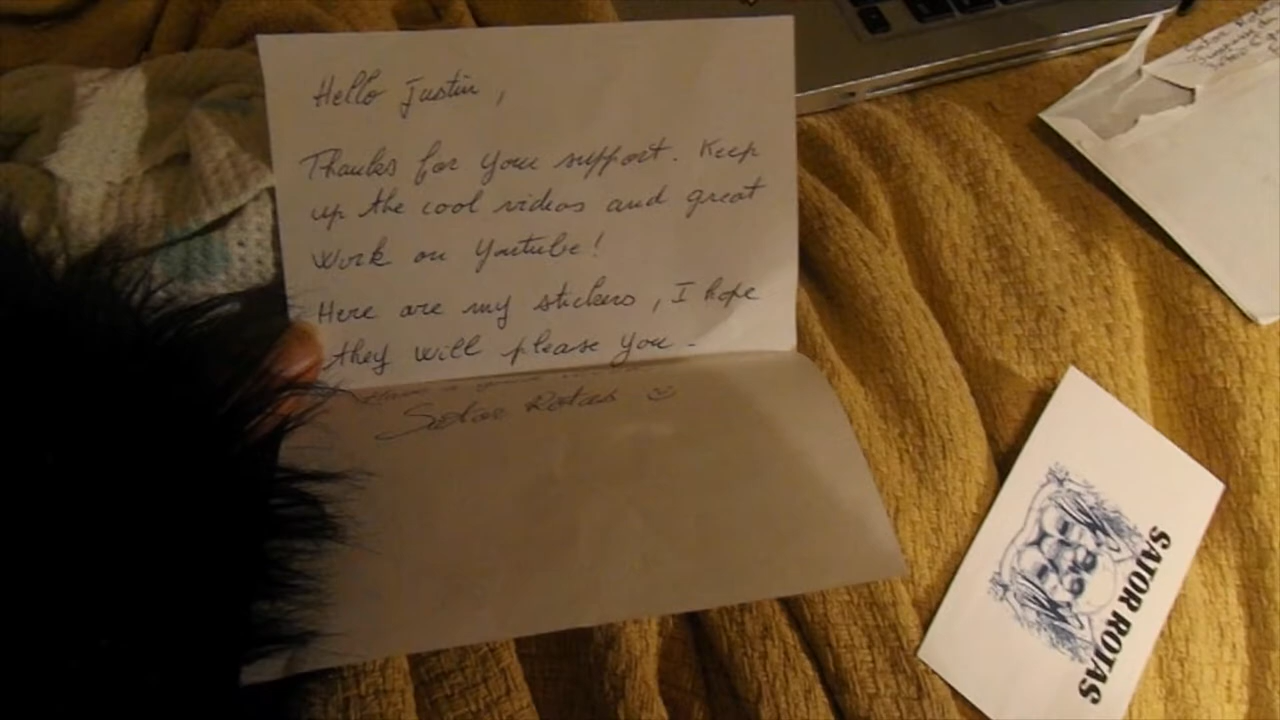 Hello Justin,
Thanks for your support. Keep
up the cool videos and great
work on Youtube!
Here are my stickers, I hope
they will please you.
Sator Rotas
SATOR ROTAS